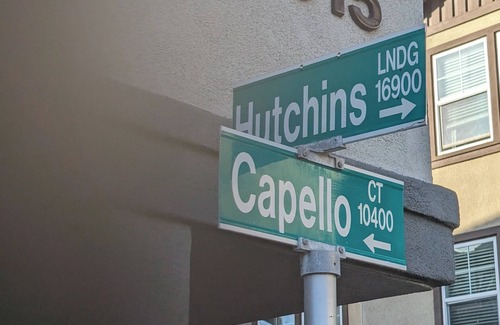 Hutchins LNDG
16900 →
Capello CT
10400
←